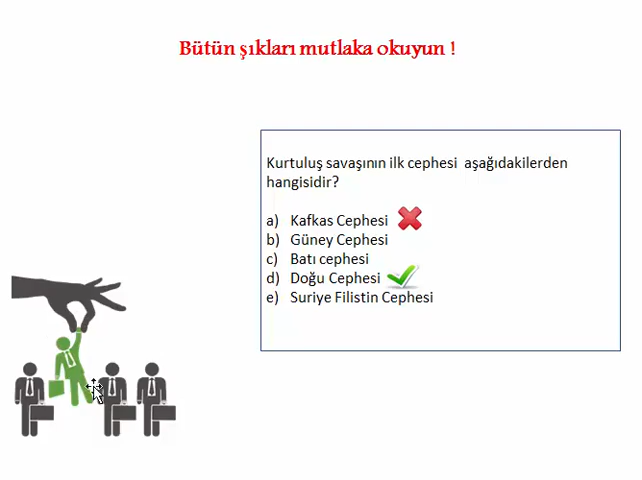 Bütün şıkları mutlaka okuyun !
Kurtuluş savaşının ilk cephesi aşağıdakilerden
hangisidir?
a) Kafkas Cephesi
b) Güney Cephesi
c) Batı cephesi
d) Doğu Cephesi
e) Suriye Filistin Cephesi